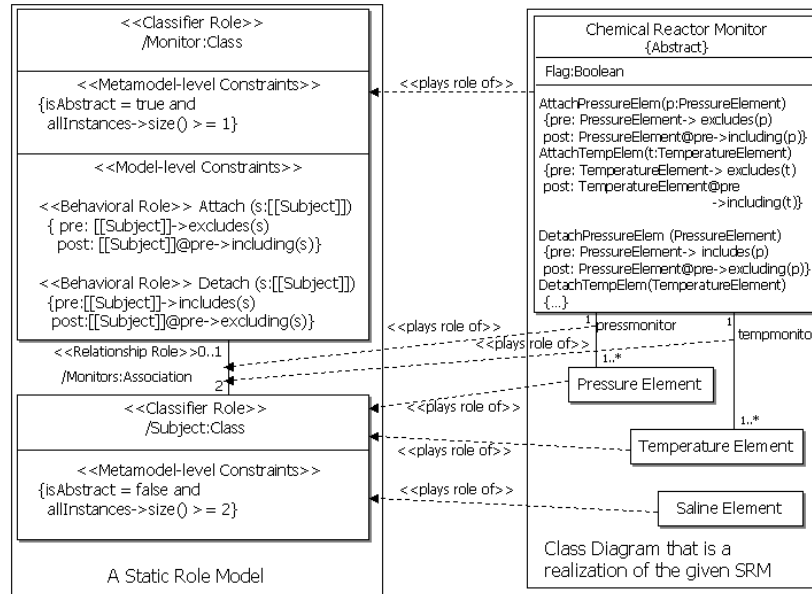 <<Classifier Role>>
/Monitor:Class
<<Metamodel-level Constraints>>
{isAbstract = true and
allInstances->size() >= 1}
<<Model-level Constraints>>
<<Behavioral Role>> Attach (s:[[Subject]])
{ pre: [[Subject]]->excludes(s)
post: [[Subject]]@pre->including(s)}
<<Behavioral Role>> Detach (s:[[Subject]])
{pre:[[Subject]]->includes(s)
post:[[Subject]]@pre->excluding(s)}
<<Relationship Role>>
0..1
/Monitors:Association
2
<<Classifier Role>>
/Subject:Class
<<Metamodel-level Constraints>>
{isAbstract = false and
allInstances->size() >= 2}
A Static Role Model
<<plays role of>>
<<plays role of>>
<<plays role of>>
<<plays role of>>
<<plays role of>>
<<plays role of>>
Chemical Reactor Monitor
{Abstract}
Flag:Boolean
AttachPressureElem(p:PressureElement)
{pre: PressureElement-> excludes(p)
post: PressureElement@pre->including(p)}
AttachTempElem(t:TemperatureElement)
{pre: TemperatureElement-> excludes(t)
post: TemperatureElement@pre
->including(t)}
DetachPressureElem (PressureElement)
{pre: PressureElement-> includes(p)
post: PressureElement@pre->excluding(p)}
DetachTempElem(TemperatureElement)
{...}
1
pressmonitor
1
tempmonito
1..*
Pressure Element
1..*
Temperature Element
Saline Element
Class Diagram that is a
realization of the given SRM